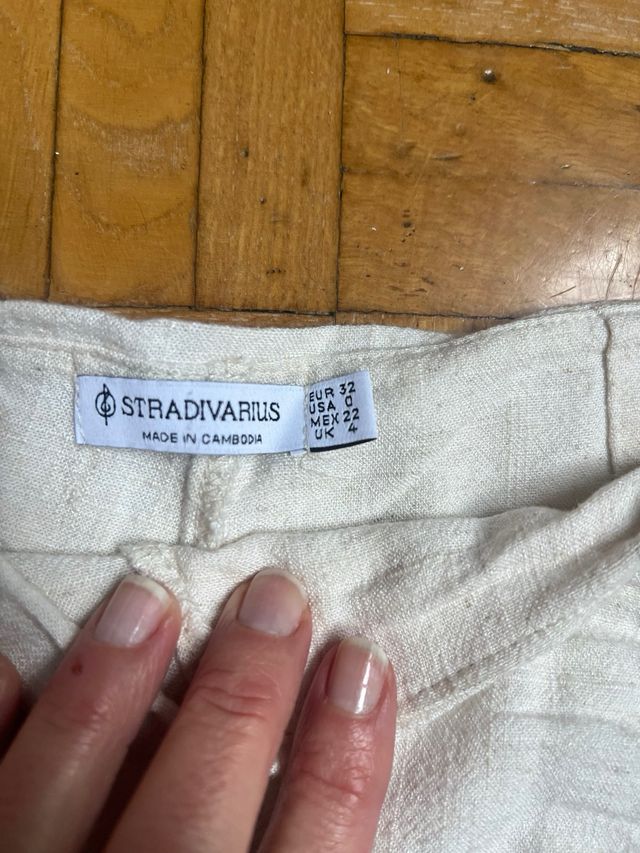 STRADIVARIUS
MADE IN CAMBODIA
EUR 32
USA 0
MEX 22
UK 4